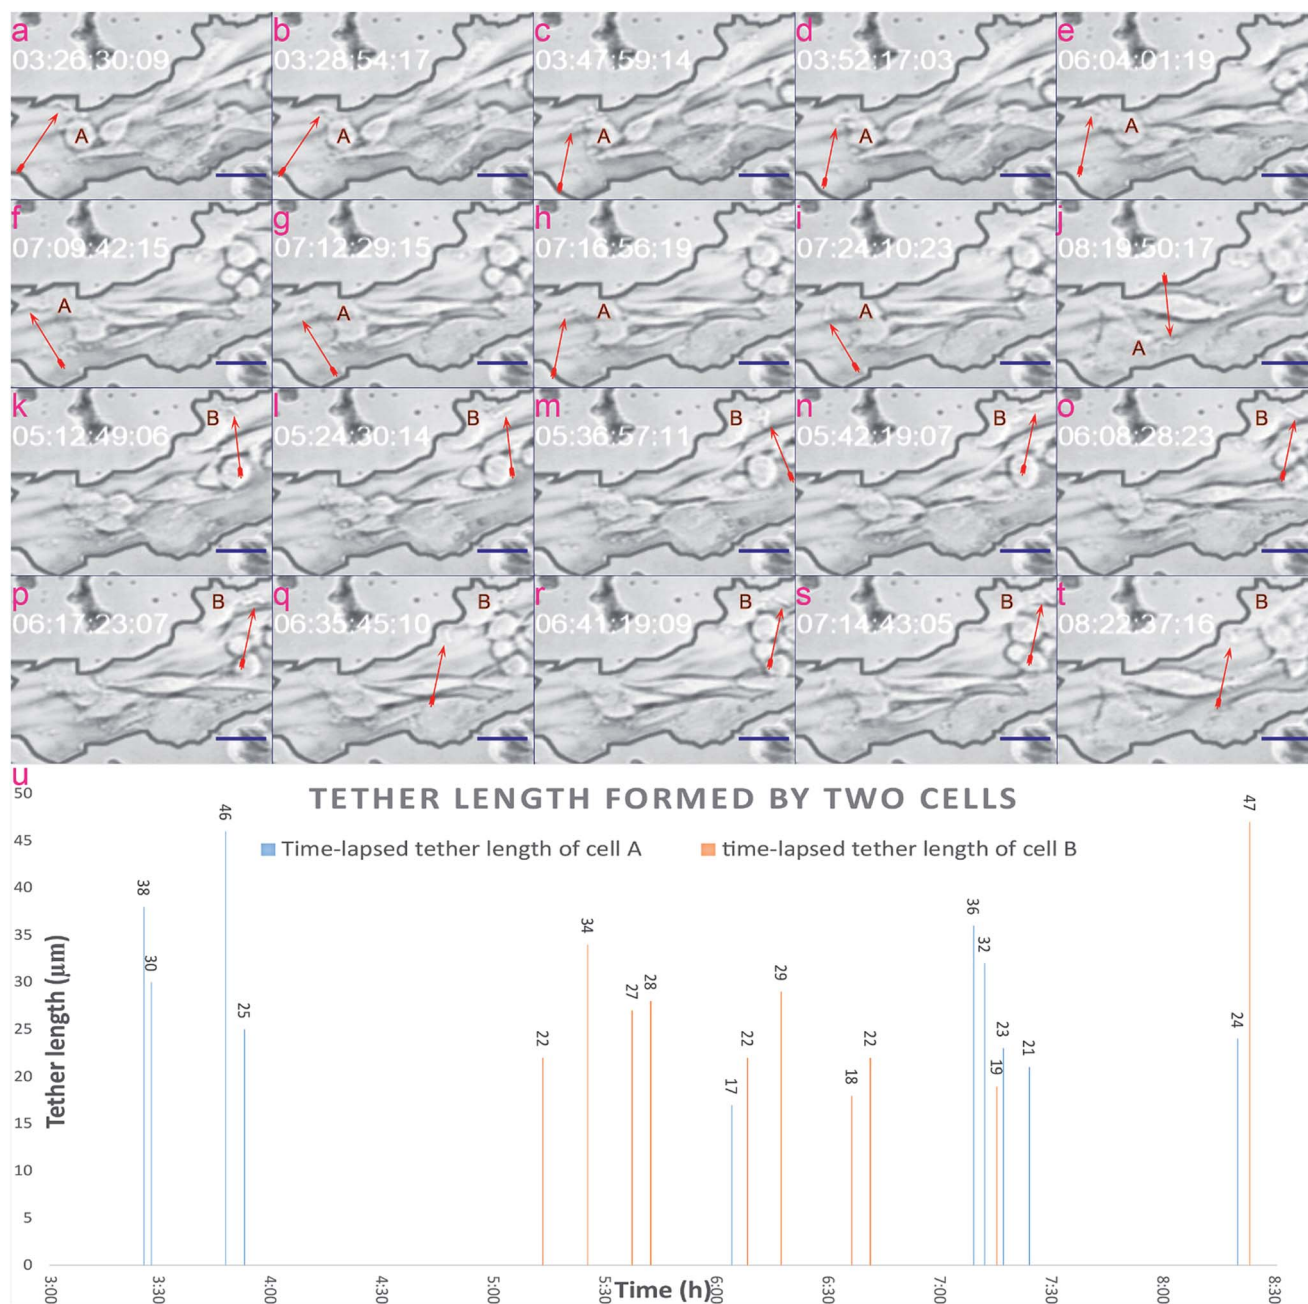 a b c d e
03:26:30:09 03:28:54:17 03:47:59:14 03:52:17:03 06:04:01:19
A A A A A
f g h i j
07:09:42:15 07:12:29:15 07:16:56:19 07:24:10:23 08:19:50:17
A A A A A
k l m n o
B B B B B
05:12:49:06 05:24:30:14 05:36:57:11 05:42:19:07 06:08:28:23
p q r s t
B B B B B
06:17:23:07 06:35:45:10 06:41:19:09 07:14:43:05 08:22:37:16
u
TETHER LENGTH FORMED BY TWO CELLS
Time-lapsed tether length of cell A time-lapsed tether length of cell B
Tether length (µm)
50
45
40
35
30
25
20
15
10
5
0
38 30 46 25 22 34 27 28 17 22 29 18 22 36 32 19 23 21 24 47
3:00 3:30 4:00 4:30 5:00 5:30 6:00 6:30 7:00 7:30 8:00 8:30
Time (h)